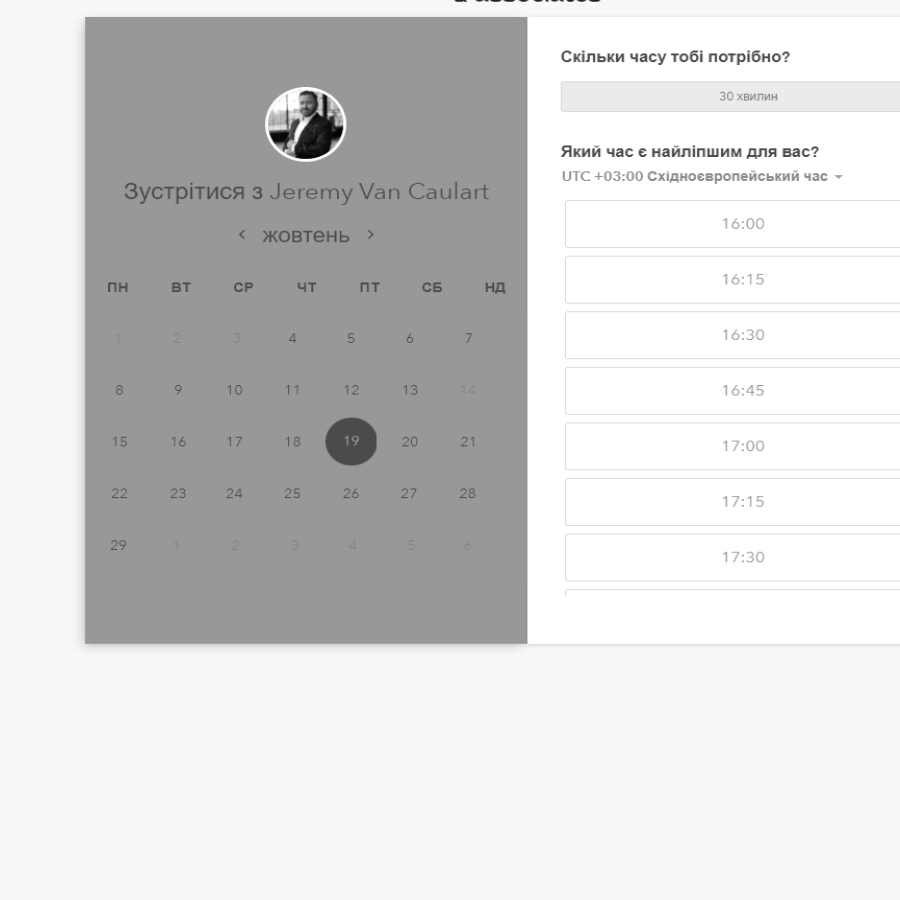 Зустрітися з Jeremy Van Caulart
жовтень
ПН ВТ СР ЧТ ПТ СБ НД
1 2 3 4 5 6 7
8 9 10 11 12 13 14
15 16 17 18 19 20 21
22 23 24 25 26 27 28
29 1 2 3 4 5 6
Скільки часу тобі потрібно?
30 хвилин
Який час є найліпшим для вас?
UTC +03:00 Східноєвропейський час
16:00
16:15
16:30
16:45
17:00
17:15
17:30